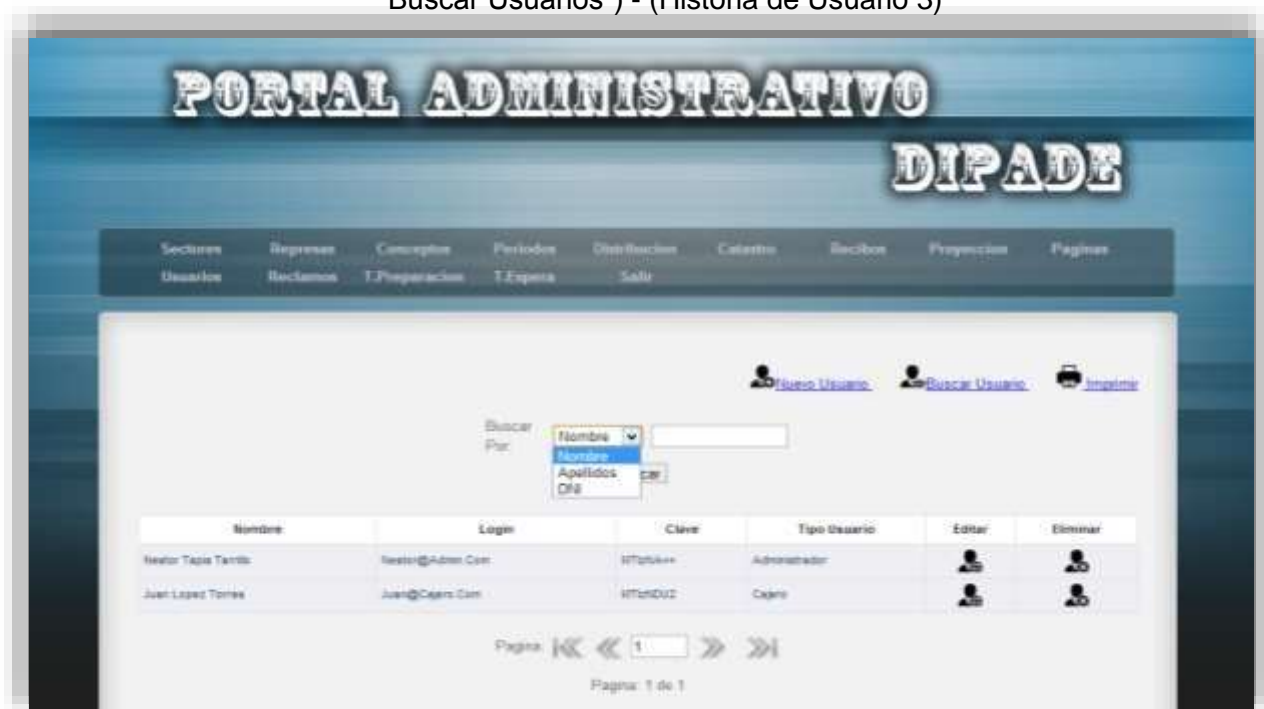 Buscar Usuarios") - (Historia de Usuario 3)
PORTAL ADMINISTRATIVO
DIPADE
Sectores Represas Conceptos Periodos Distribucion Catastro Recibos Proyeccion Paginas
Usuarios Reclamos T.Preparacion T.Espera Salir
Nuevo Usuario Buscar Usuario Imprimir
Buscar
Por:
Nombre
Nombre
Apellidos
DNI
car
Nombre Login Clave Tipo Usuario Editar Eliminar
Nestor Tapia Tarrillo Nestor@Admin.Com Administrador
Juan Lopez Torres Juan@Cajero.Com Cajero
Pagina: 1
Pagina: 1 de 1